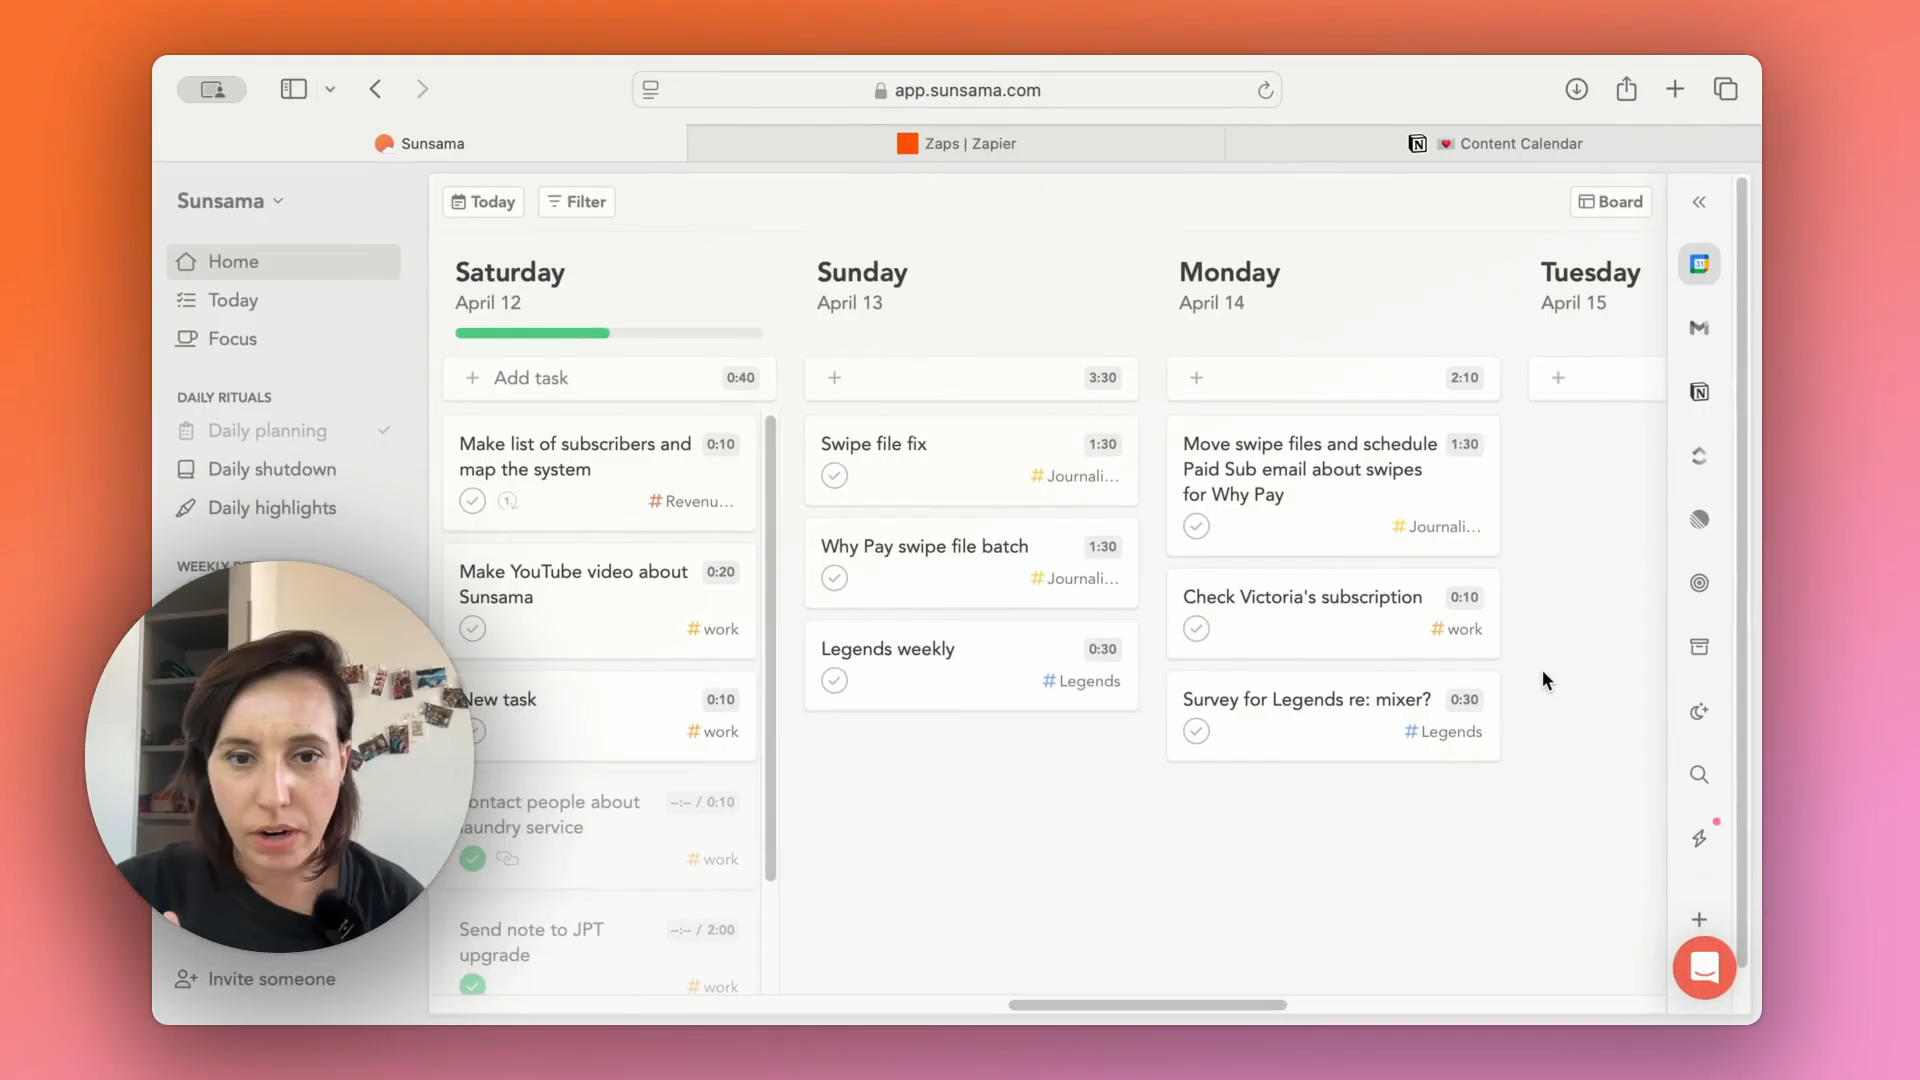 app.sunsama.com
Sunsama
Zaps | Zapier
Content Calendar
Sunsama
Home
Today
Focus
DAILY RITUALS
Daily planning
Daily shutdown
Daily highlights
WEEKLY
Invite someone
Today
Filter
Board
Saturday
April 12
Add task
0:40
Make list of subscribers and
map the system
0:10
1
#Revenu...
Make YouTube video about
Sunsama
0:20
#work
New task
0:10
#work
ontact people about
aundry service
--:-- / 0:10
#work
Send note to JPT
upgrade
--:-- / 2:00
#work
Sunday
April 13
3:30
Swipe file fix
1:30
#Journali...
Why Pay swipe file batch
1:30
#Journali...
Legends weekly
0:30
#Legends
Monday
April 14
2:10
Move swipe files and schedule
Paid Sub email about swipes
for Why Pay
1:30
#Journali...
Check Victoria's subscription
0:10
#work
Survey for Legends re: mixer?
0:30
#Legends
Tuesday
April 15
31